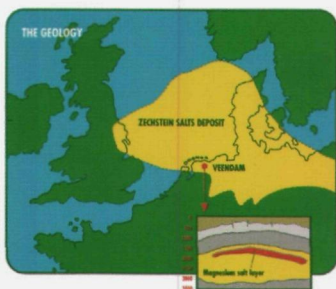 THE GEOLOGY
ZECHSTEIN SALTS DEPOSIT
VEENDAM
Magnesium salt layer